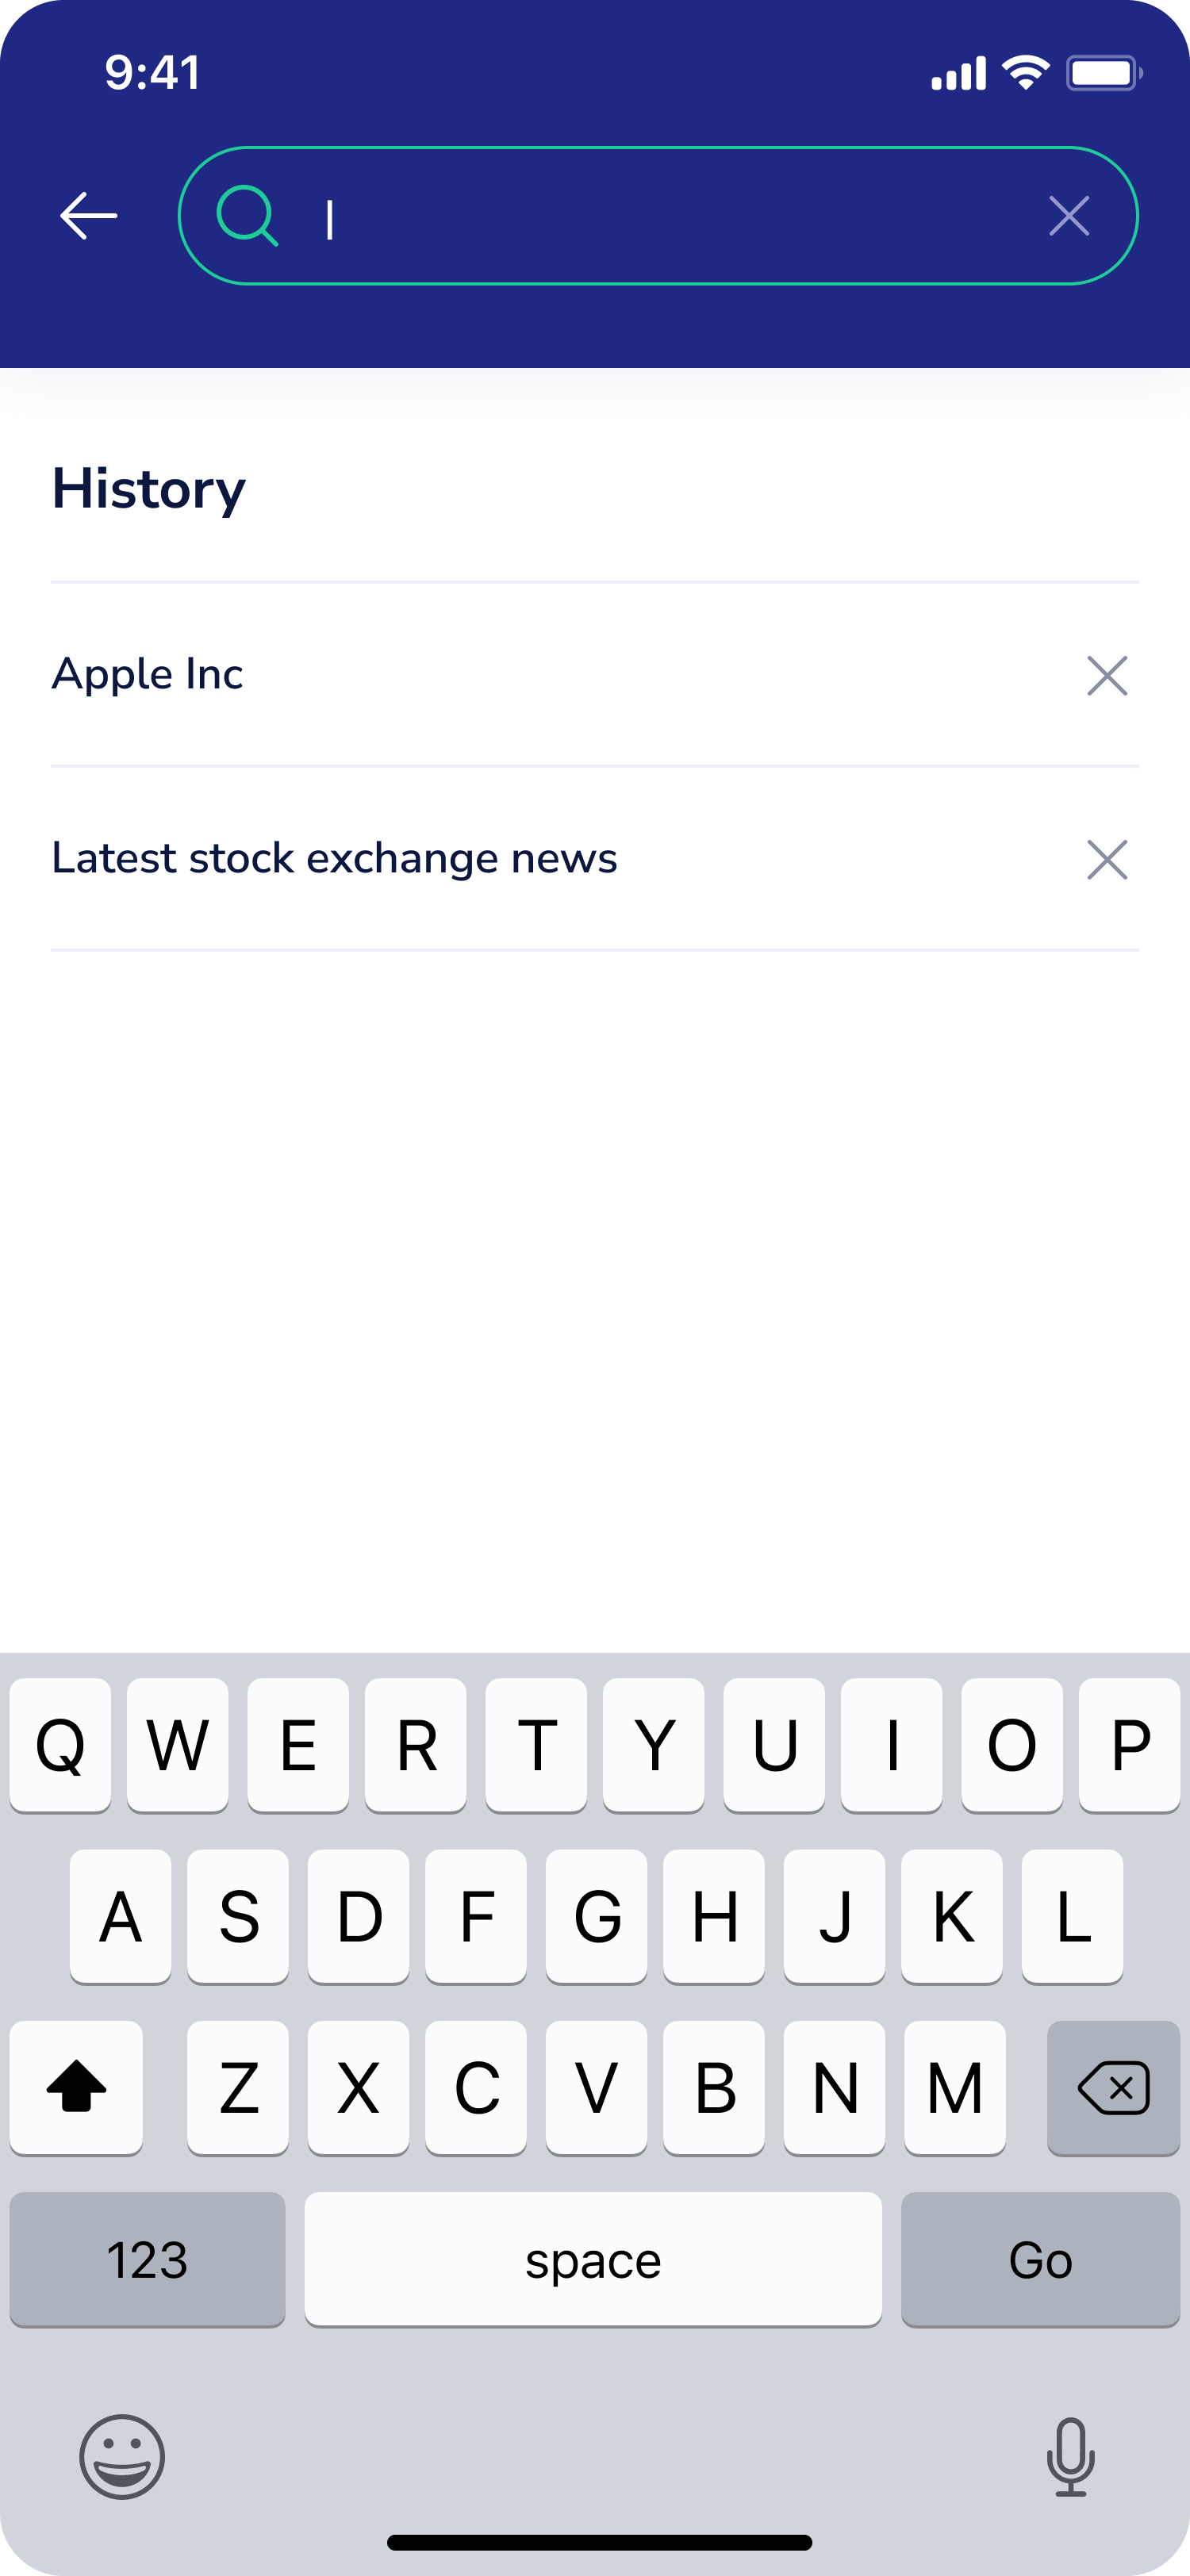 9:41
History
Apple Inc
Latest stock exchange news
Q W E R T Y U I O P
A S D F G H J K L
Z X C V B N M
123 space Go